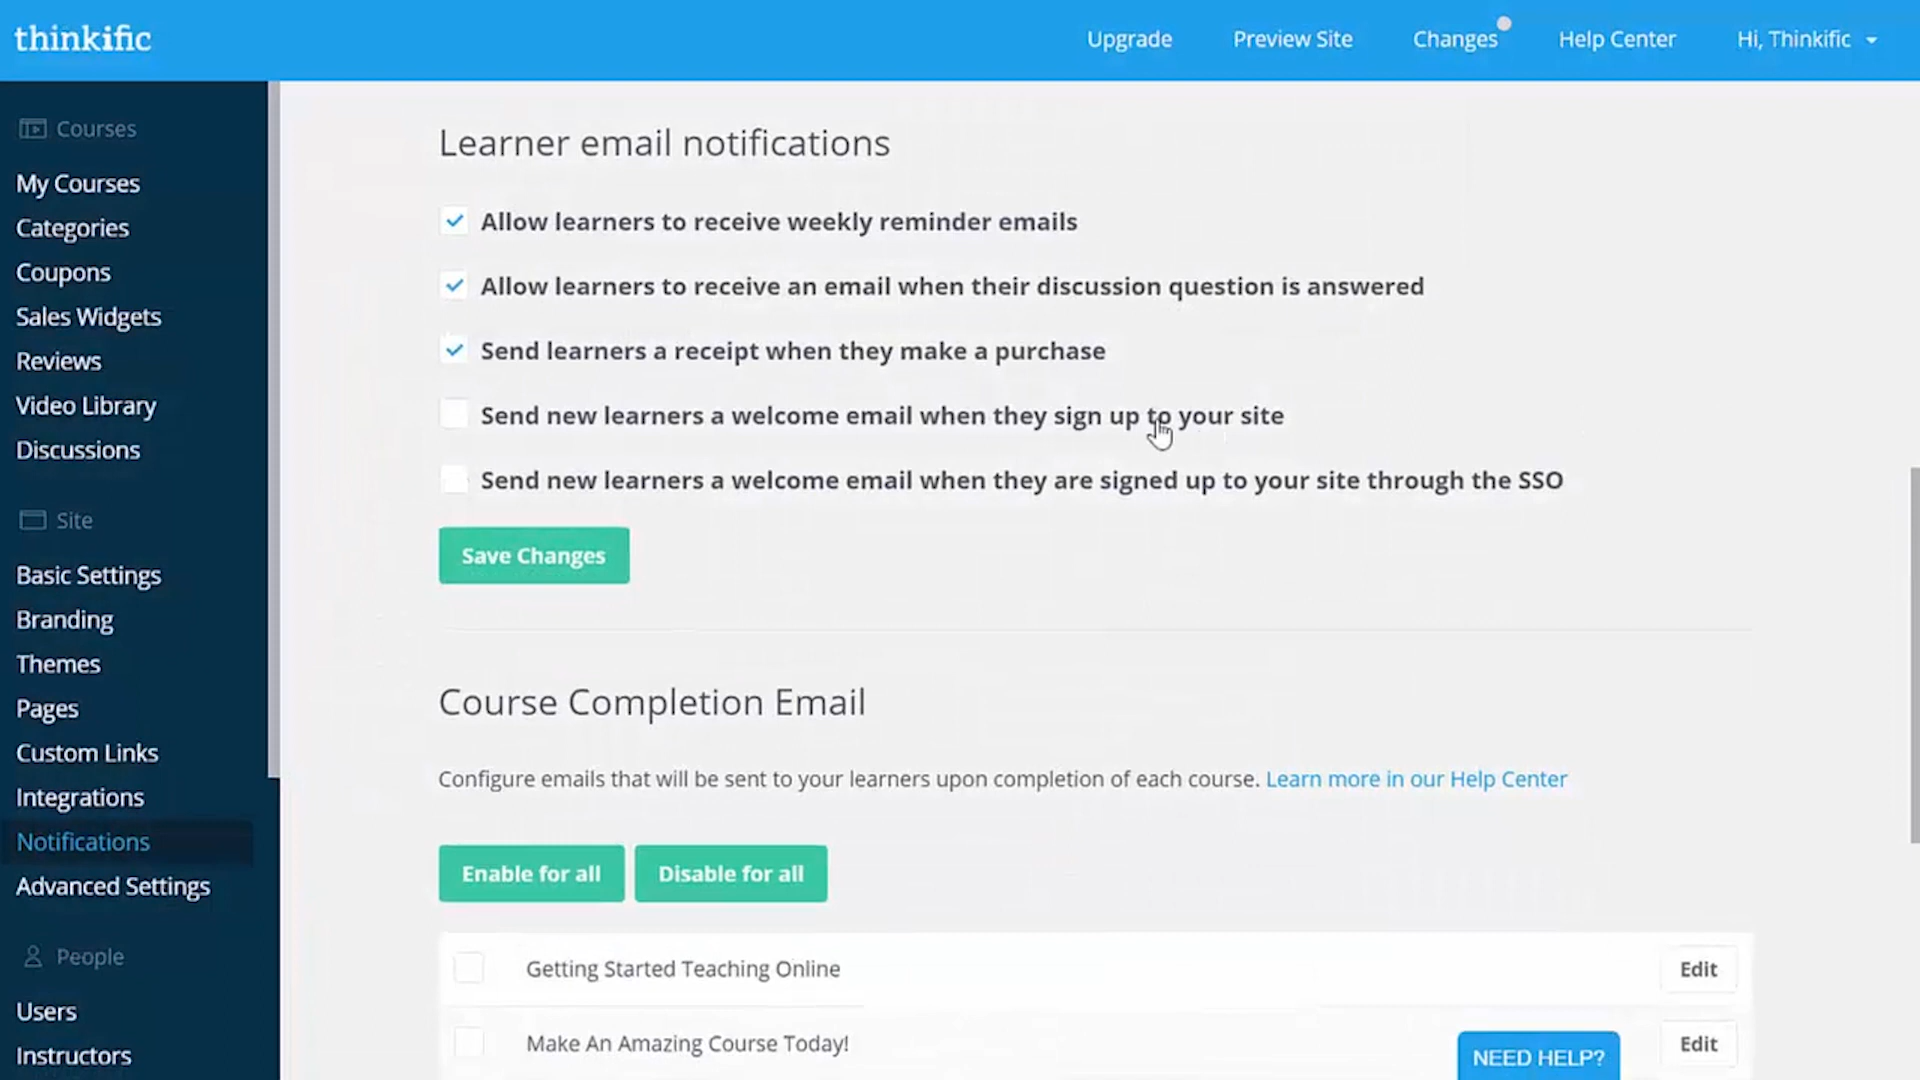 thinkific
Upgrade
Preview Site
Changes
Help Center
Hi, Thinkific
Courses
My Courses
Categories
Coupons
Sales Widgets
Reviews
Video Library
Discussions
Site
Basic Settings
Branding
Themes
Pages
Custom Links
Integrations
Notifications
Advanced Settings
People
Users
Instructors
Learner email notifications
Allow learners to receive weekly reminder emails
Allow learners to receive an email when their discussion question is answered
Send learners a receipt when they make a purchase
Send new learners a welcome email when they sign up to your site
Send new learners a welcome email when they are signed up to your site through the SSO
Save Changes
Course Completion Email
Configure emails that will be sent to your learners upon completion of each course. Learn more in our Help Center
Enable for all
Disable for all
Getting Started Teaching Online
Edit
Make An Amazing Course Today!
Edit
NEED HELP?